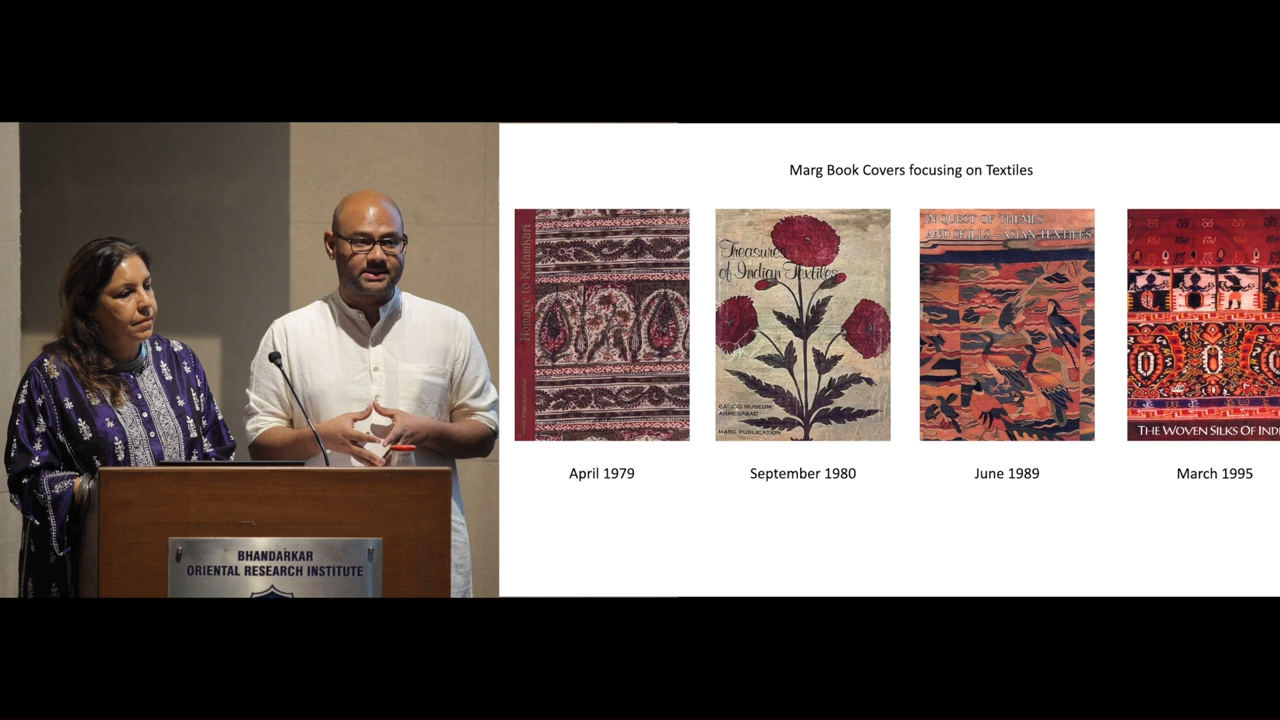 Marg Book Covers focusing on Textiles
Homage to Kalamkari
MARG PUBLICATIONS
Treasures
of Indian Textiles
CALICO MUSEUM
AHMEDABAD
MARG PUBLICATION
IN QUEST OF THEMES
AND SKILLS - ASIAN TEXTILES
THE WOVEN SILKS OF INDI
April 1979
September 1980
June 1989
March 1995
BHANDARKAR
ORIENTAL RESEARCH INSTITUTE